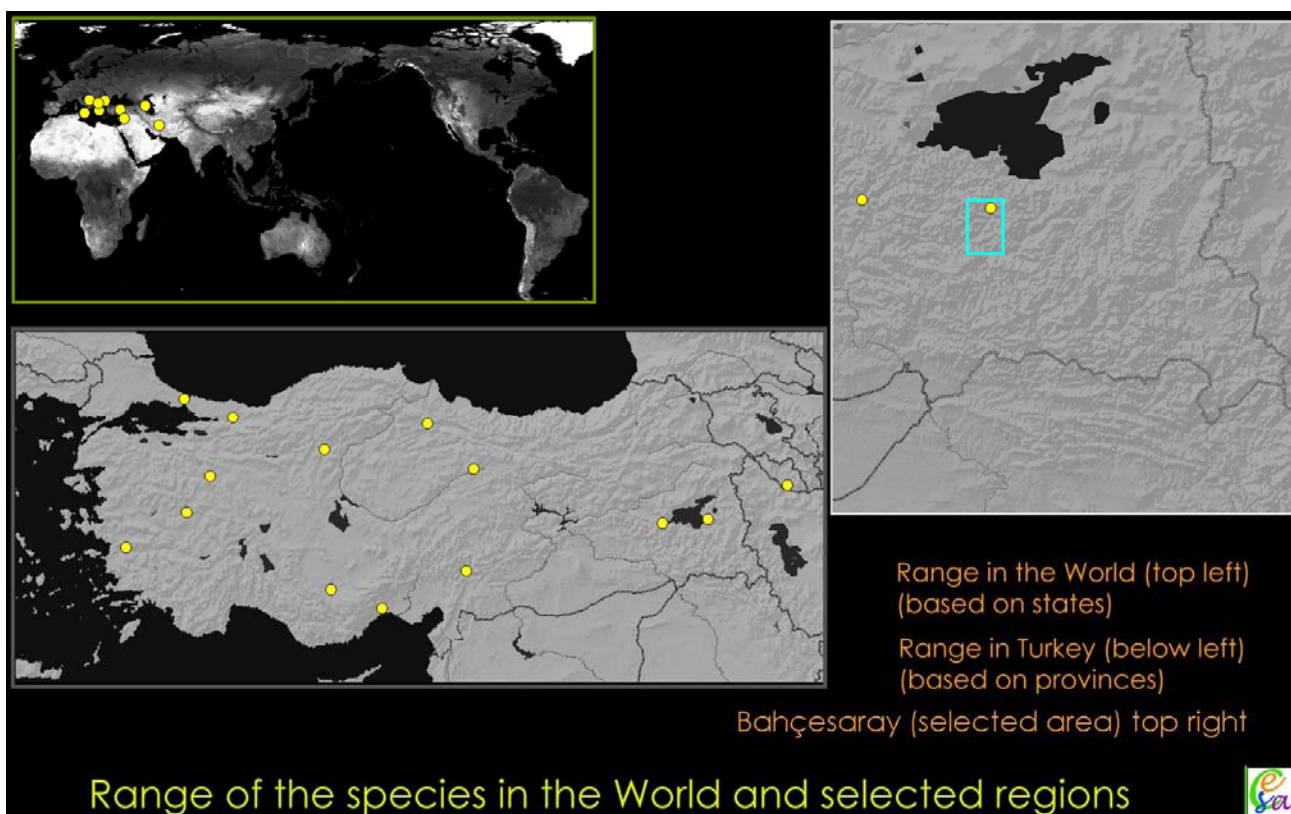 Range in the World (top left)
(based on states)
Range in Turkey (below left)
(based on provinces)
Bahçesaray (selected area) top right
Range of the species in the World and selected regions
Cesa